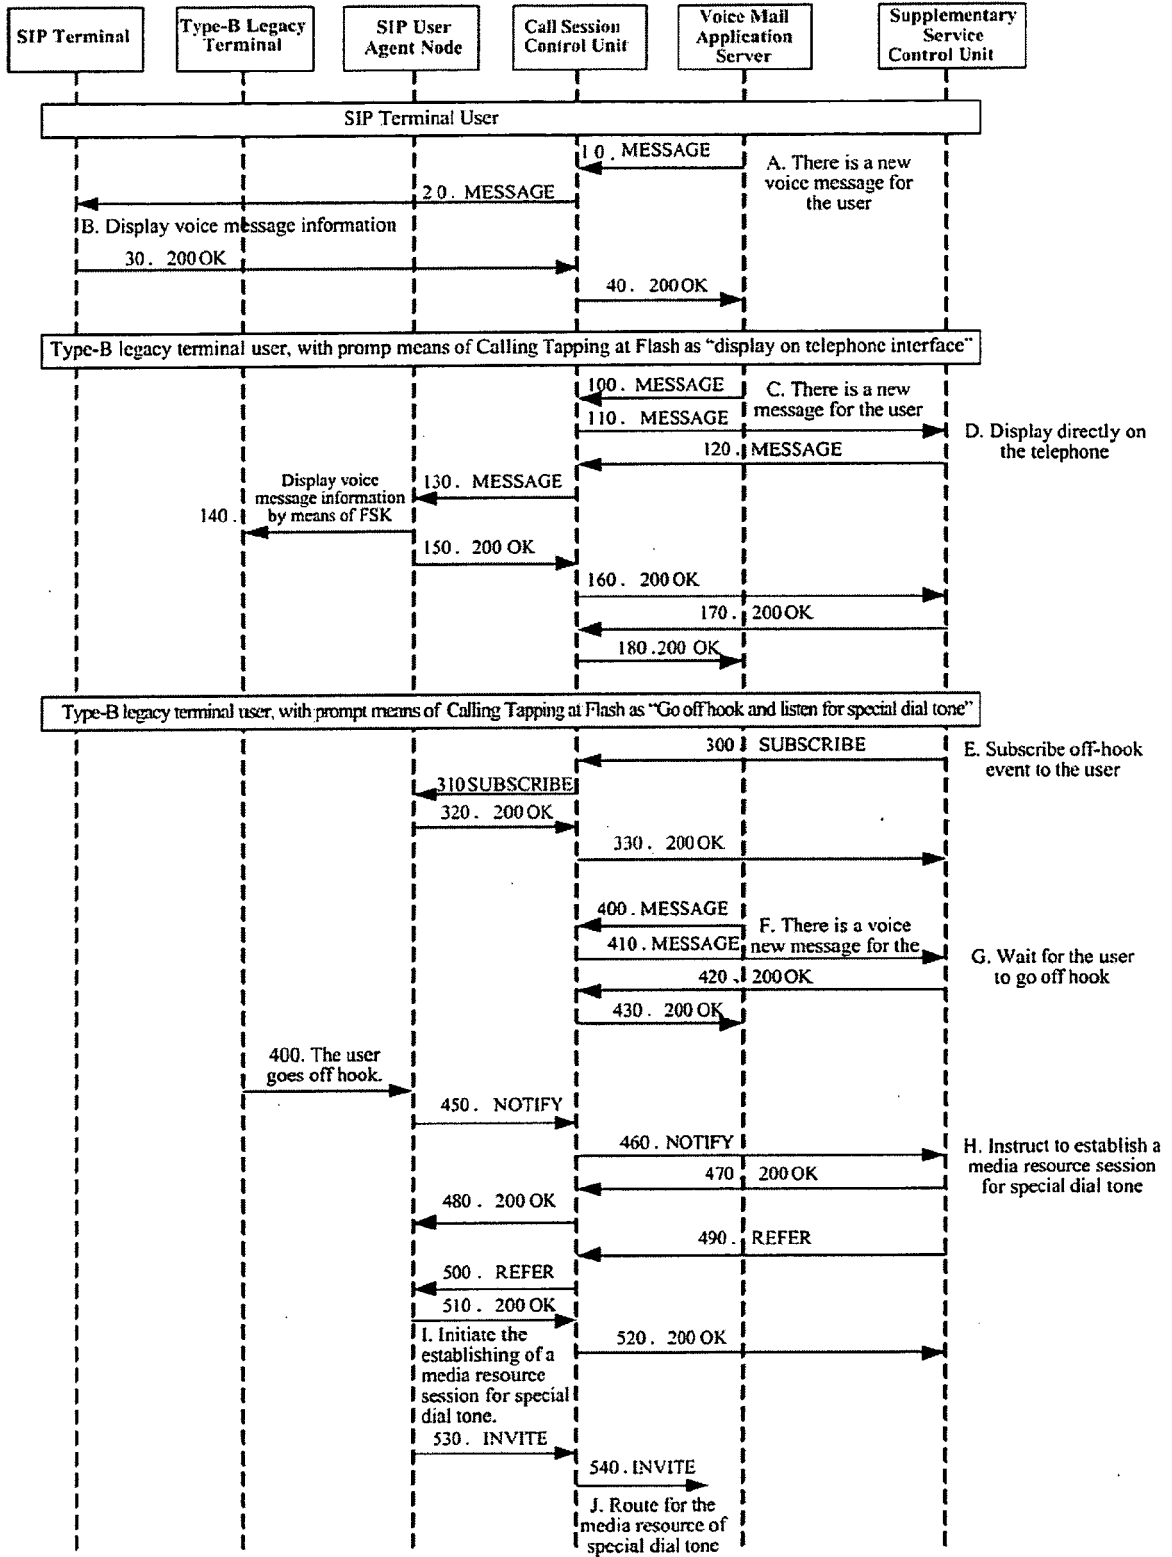 SIP Terminal
Type-B Legacy
Terminal
SIP User
Agent Node
Call Session
Control Unit
Voice Mail
Application
Server
Supplementary
Service
Control Unit
SIP Terminal User
10. MESSAGE
A. There is a new
voice message for
the user
20. MESSAGE
B. Display voice message information
30. 200 OK
40. 200 OK
Type-B legacy terminal user, with promp means of Calling Tapping at Flash as “display on telephone interface”
100. MESSAGE
C. There is a new
message for the user
110. MESSAGE
D. Display directly on
the telephone
120. MESSAGE
130. MESSAGE
Display voice
message information
by means of FSK
140.
150. 200 OK
160. 200 OK
170. 200 OK
180.200 OK
Type-B legacy terminal user, with prompt means of Calling Tapping at Flash as “Go off hook and listen for special dial tone”
300. SUBSCRIBE
E. Subscribe off-hook
event to the user
310 SUBSCRIBE
320. 200 OK
330. 200 OK
400. MESSAGE
F. There is a voice
new message for the
410. MESSAGE
G. Wait for the user
to go off hook
420. 200 OK
430. 200 OK
400. The user
goes off hook.
450. NOTIFY
460. NOTIFY
H. Instruct to establish a
media resource session
for special dial tone
470. 200 OK
480. 200 OK
490. REFER
500. REFER
510. 200 OK
520. 200 OK
I. Initiate the
establishing of a
media resource
session for special
dial tone.
530. INVITE
540. INVITE
J. Route for the
media resource of
special dial tone